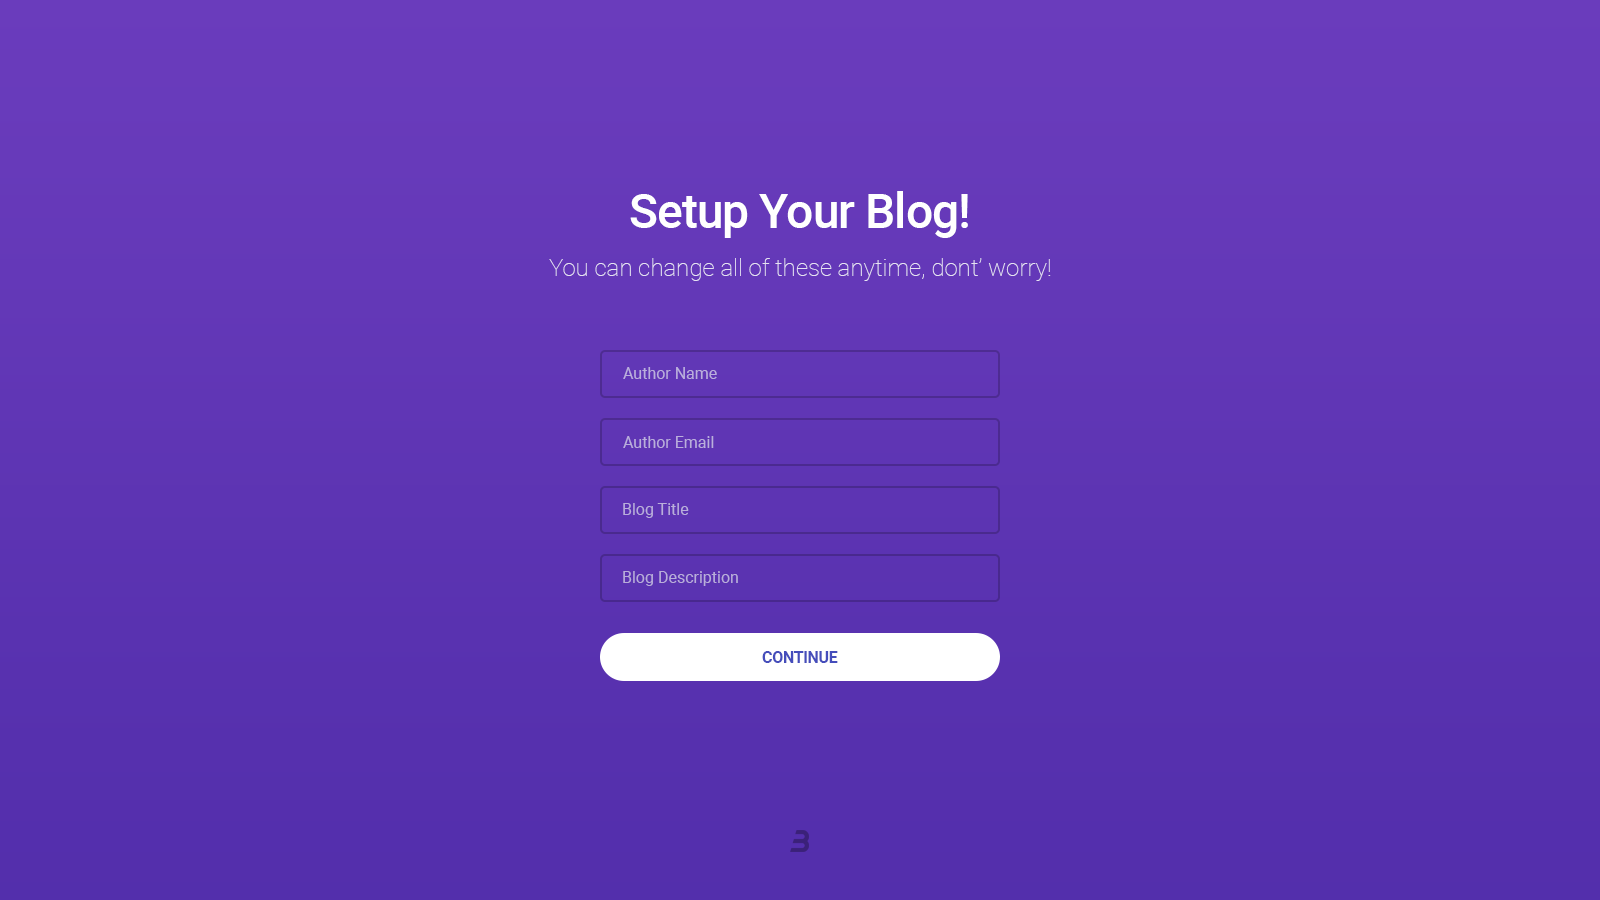 Setup Your Blog!
You can change all of these anytime, dont’ worry!
Author Name
Author Email
Blog Title
Blog Description
CONTINUE